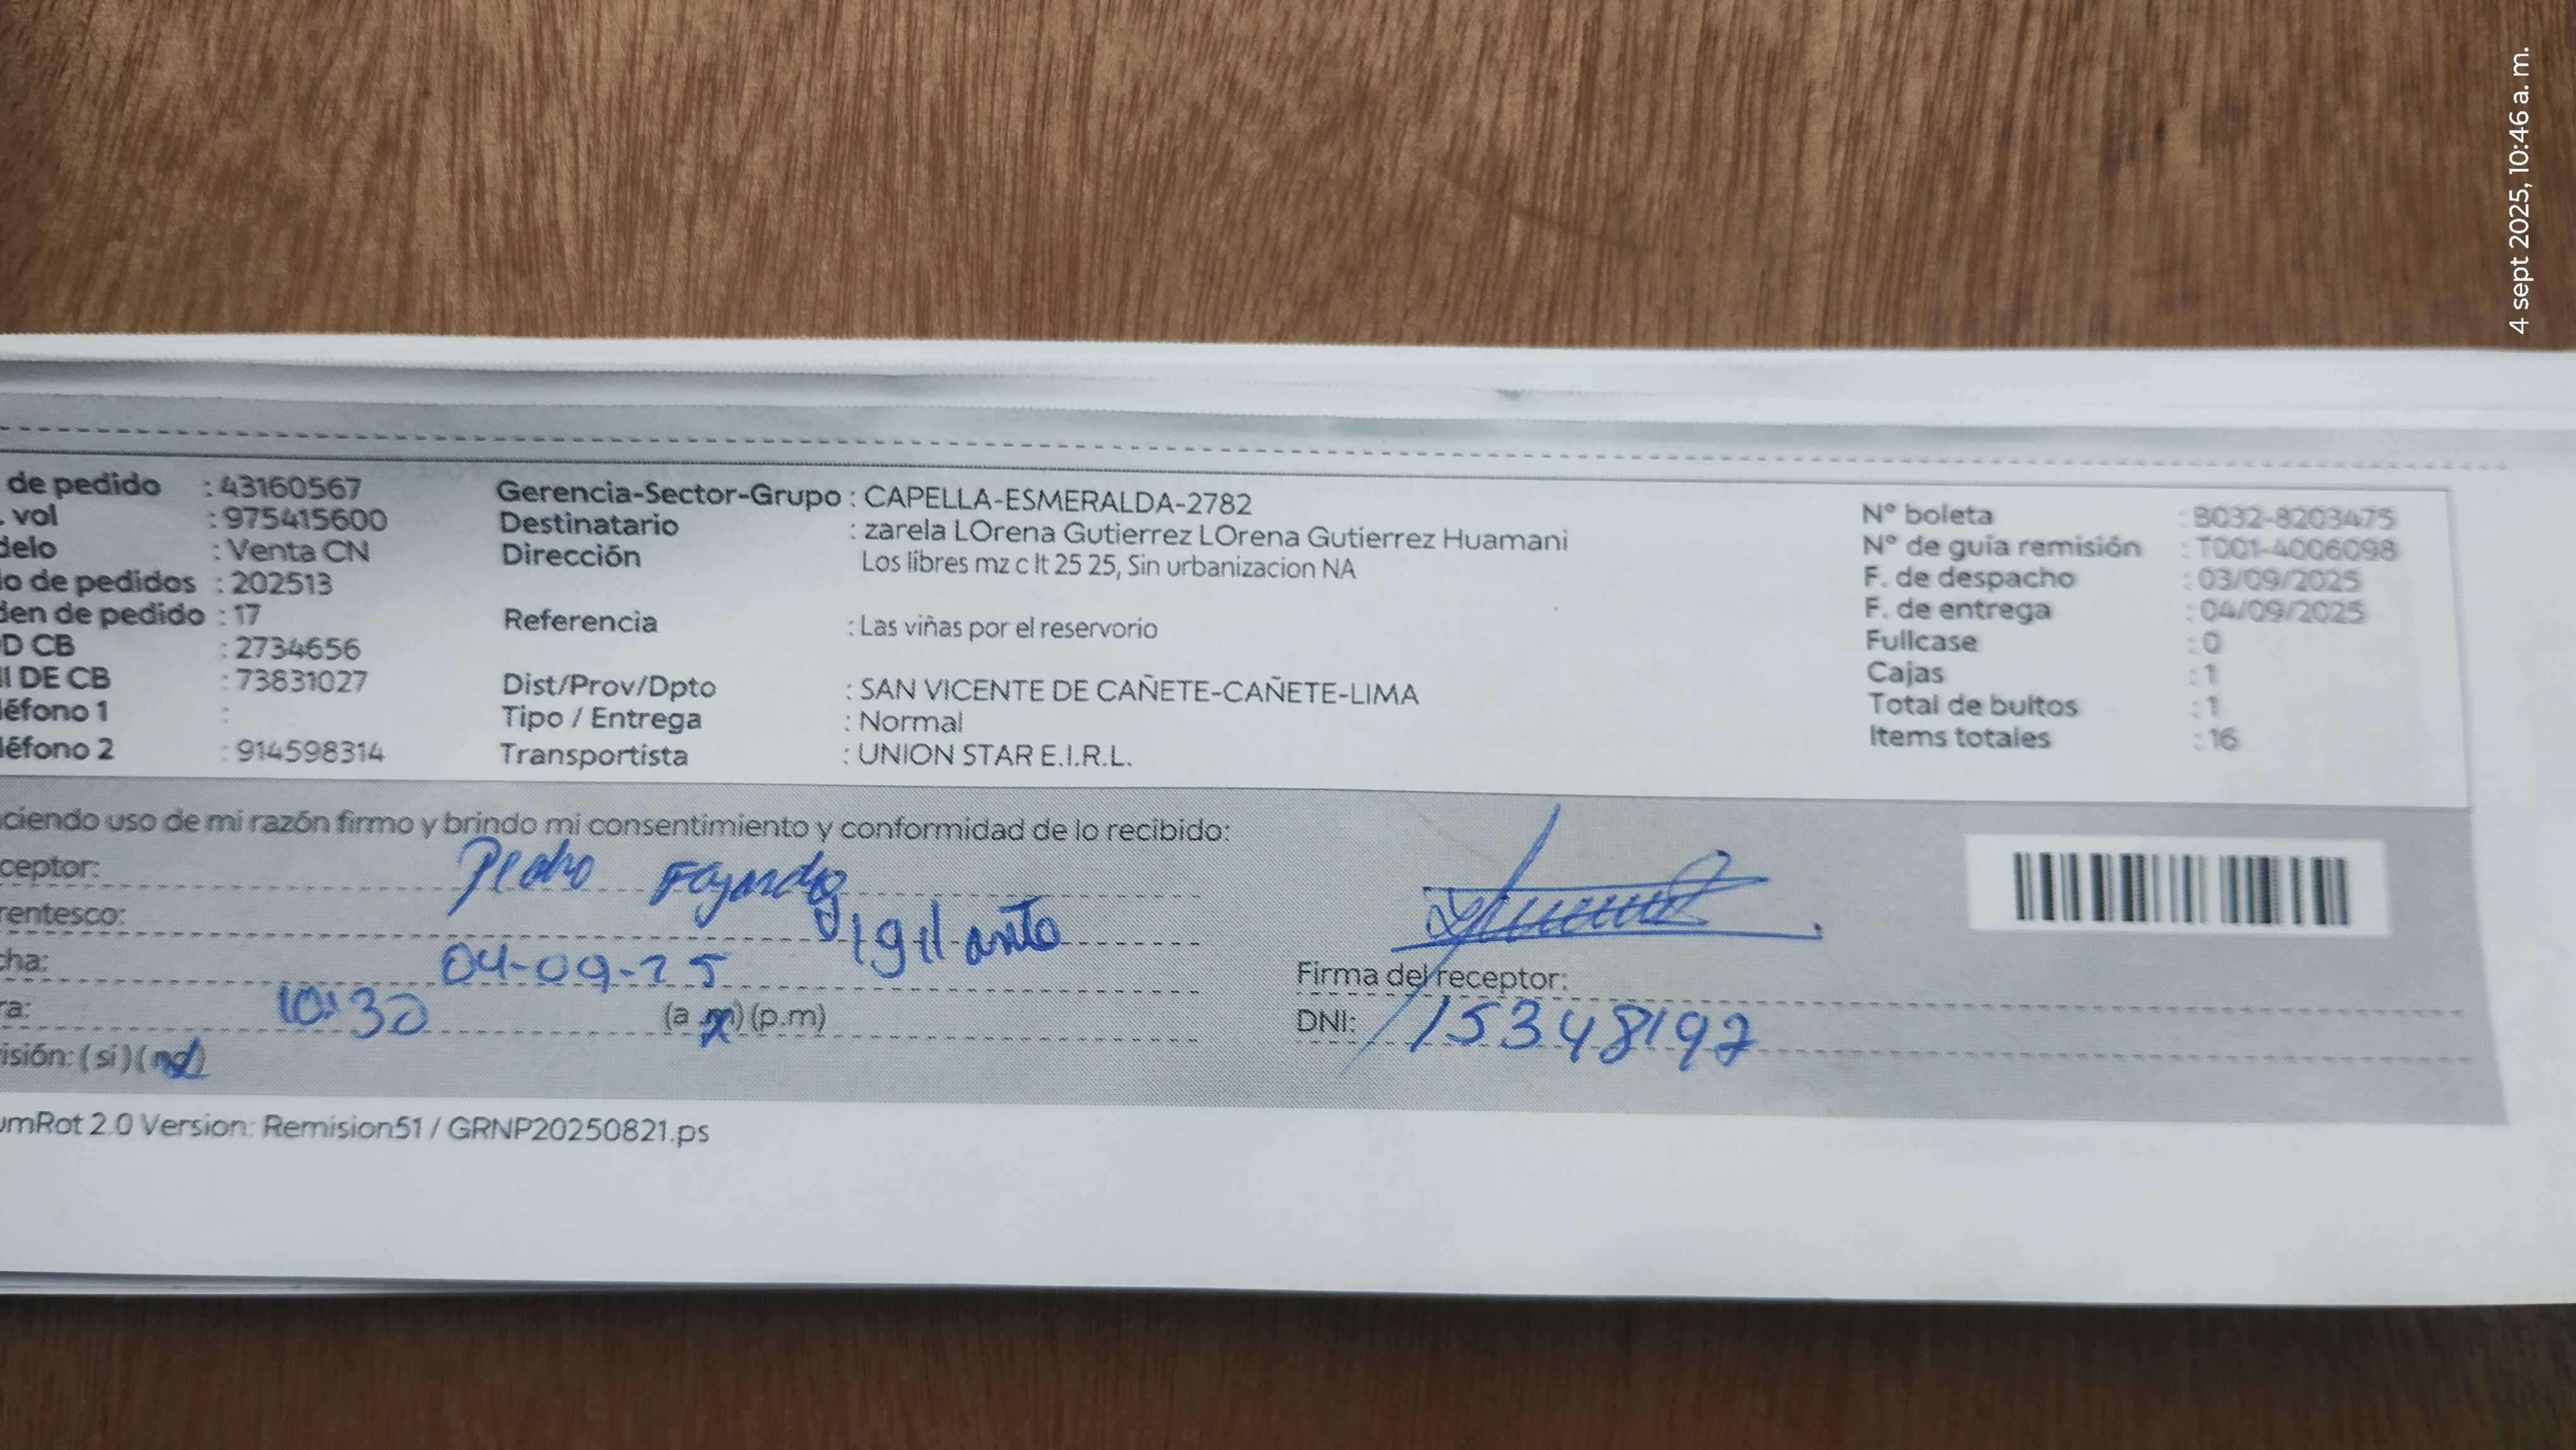 de pedido : 43160567
. vol : 975415600
delo : Venta CN
o de pedidos : 202513
den de pedido : 17
D CB : 2734656
I DE CB : 73831027
léfono 1 :
léfono 2 : 914598314
Gerencia-Sector-Grupo : CAPELLA-ESMERALDA-2782
Destinatario : zarela LOrena Gutierrez LOrena Gutierrez Huamani
Dirección Los libres mz c lt 25 25, Sin urbanizacion NA
Referencia : Las viñas por el reservorio
Dist/Prov/Dpto : SAN VICENTE DE CAÑETE-CAÑETE-LIMA
Tipo / Entrega : Normal
Transportista : UNION STAR E.I.R.L.
N° boleta : B032-8203475
N° de guía remisión : T001-4006098
F. de despacho : 03/09/2025
F. de entrega : 04/09/2025
Fullcase : 0
Cajas : 1
Total de bultos : 1
Items totales : 16
ciendo uso de mi razón firmo y brindo mi consentimiento y conformidad de lo recibido:
ceptor: Pedro
rentesco: Vigilante
cha: 04-09-25
ra: 10:30 (a.m) (p.m)
isión: (si) (no)
Firma del receptor:
DNI: 15348192
umRot 2.0 Version: Remision51 / GRNP20250821.ps
4 sept 2025, 10:46 a. m.